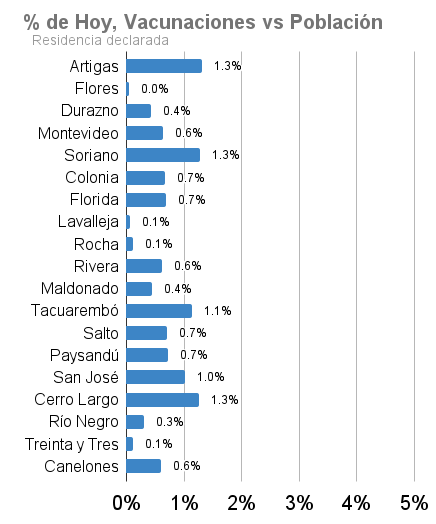 % de Hoy, Vacunaciones vs Población
Residencia declarada
Artigas 1.3%
Flores 0.0%
Durazno 0.4%
Montevideo 0.6%
Soriano 1.3%
Colonia 0.7%
Florida 0.7%
Lavalleja 0.1%
Rocha 0.1%
Rivera 0.6%
Maldonado 0.4%
Tacuarembó 1.1%
Salto 0.7%
Paysandú 0.7%
San José 1.0%
Cerro Largo 1.3%
Río Negro 0.3%
Treinta y Tres 0.1%
Canelones 0.6%
0% 1% 2% 3% 4% 5%